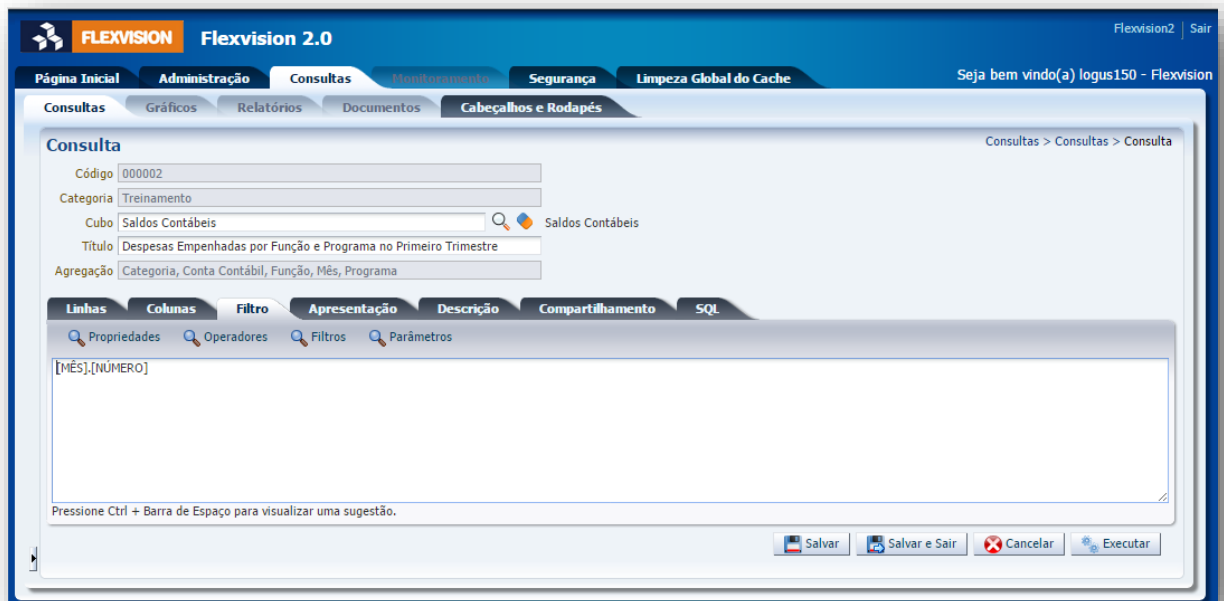 Flexvision2 | Sair
FLEXVISION Flexvision 2.0
Página Inicial Administração Consultas Monitoramento Segurança Limpeza Global do Cache Seja bem vindo(a) logus150 - Flexvision
Consultas Gráficos Relatórios Documentos Cabeçalhos e Rodapés
Consulta Consultas > Consultas > Consulta
Código 000002
Categoria Treinamento
Cubo Saldos Contábeis Saldos Contábeis
Título Despesas Empenhadas por Função e Programa no Primeiro Trimestre
Agregação Categoria, Conta Contábil, Função, Mês, Programa
Linhas Colunas Filtro Apresentação Descrição Compartilhamento SQL
Propriedades Operadores Filtros Parâmetros
[MÊS].[NÚMERO]
Pressione Ctrl + Barra de Espaço para visualizar uma sugestão.
Salvar Salvar e Sair Cancelar Executar